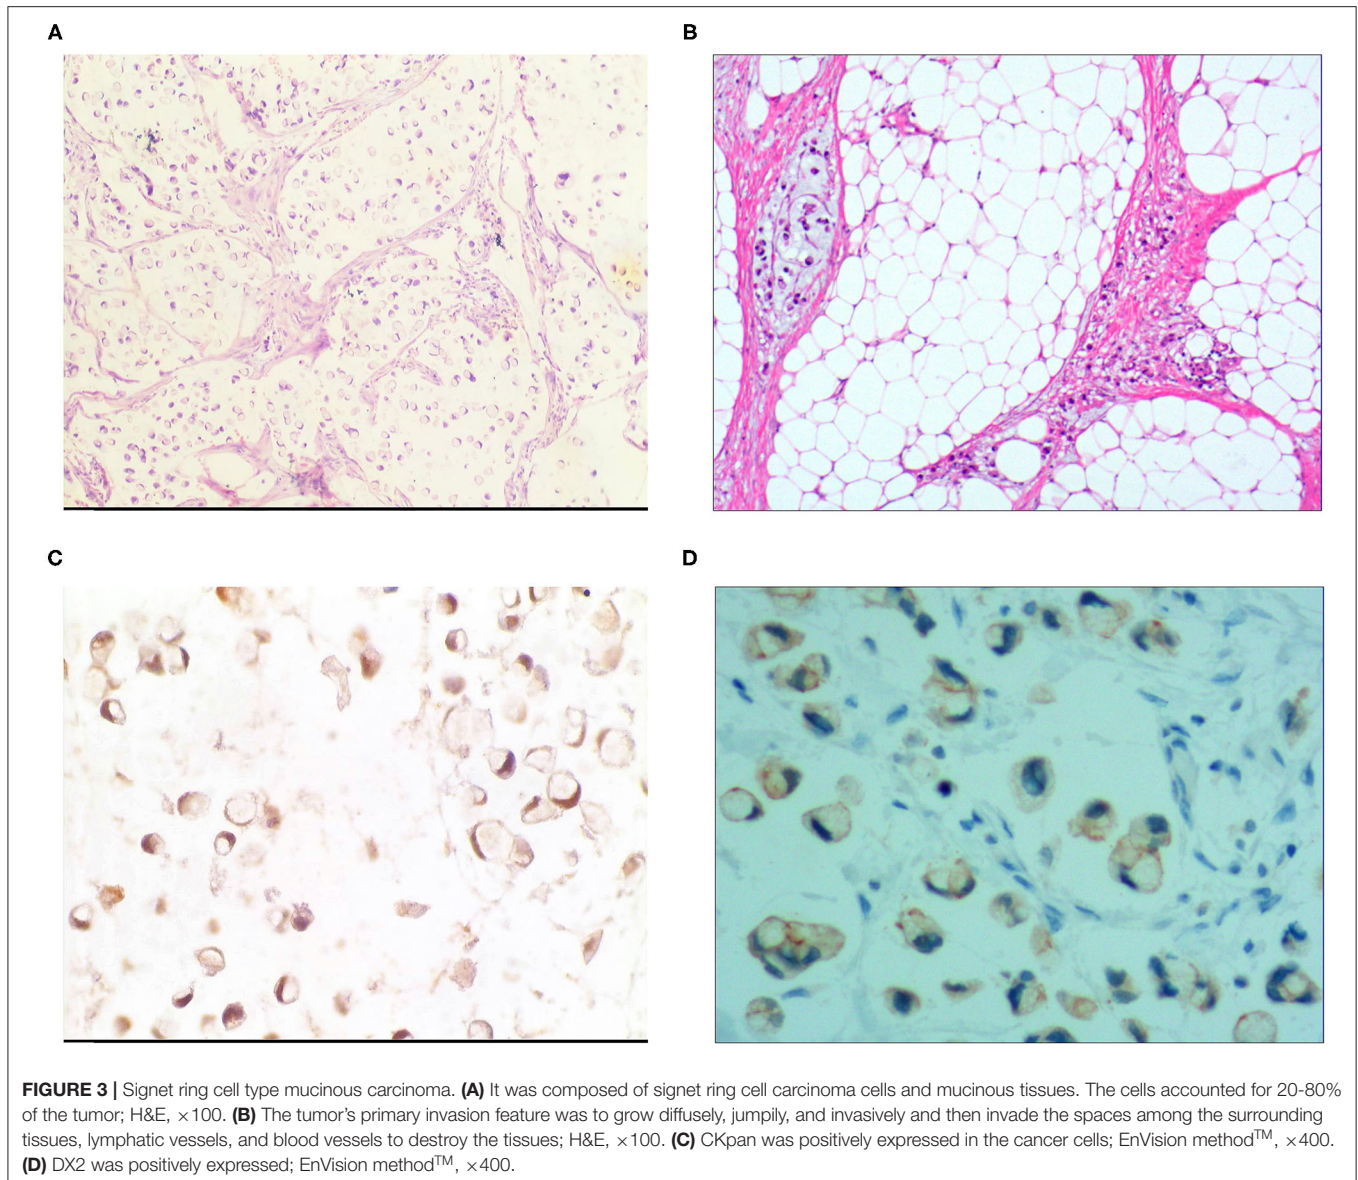 A
B
C
D
FIGURE 3 | Signet ring cell type mucinous carcinoma. (A) It was composed of signet ring cell carcinoma cells and mucinous tissues. The cells accounted for 20-80%
of the tumor; H&E, ×100. (B) The tumor's primary invasion feature was to grow diffusely, jumpily, and invasively and then invade the spaces among the surrounding
tissues, lymphatic vessels, and blood vessels to destroy the tissues; H&E, ×100. (C) CKpan was positively expressed in the cancer cells; EnVision method™, ×400.
(D) DX2 was positively expressed; EnVision method™, ×400.